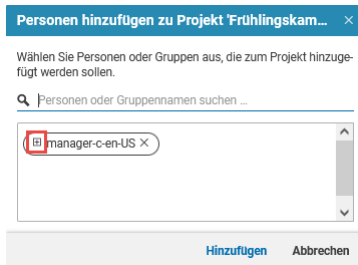 Personen hinzufügen zu Projekt 'Frühlingskam...
Wählen Sie Personen oder Gruppen aus, die zum Projekt hinzuge-
fügt werden sollen.
Personen oder Gruppennamen suchen ...
manager-c-en-US
Hinzufügen Abbrechen